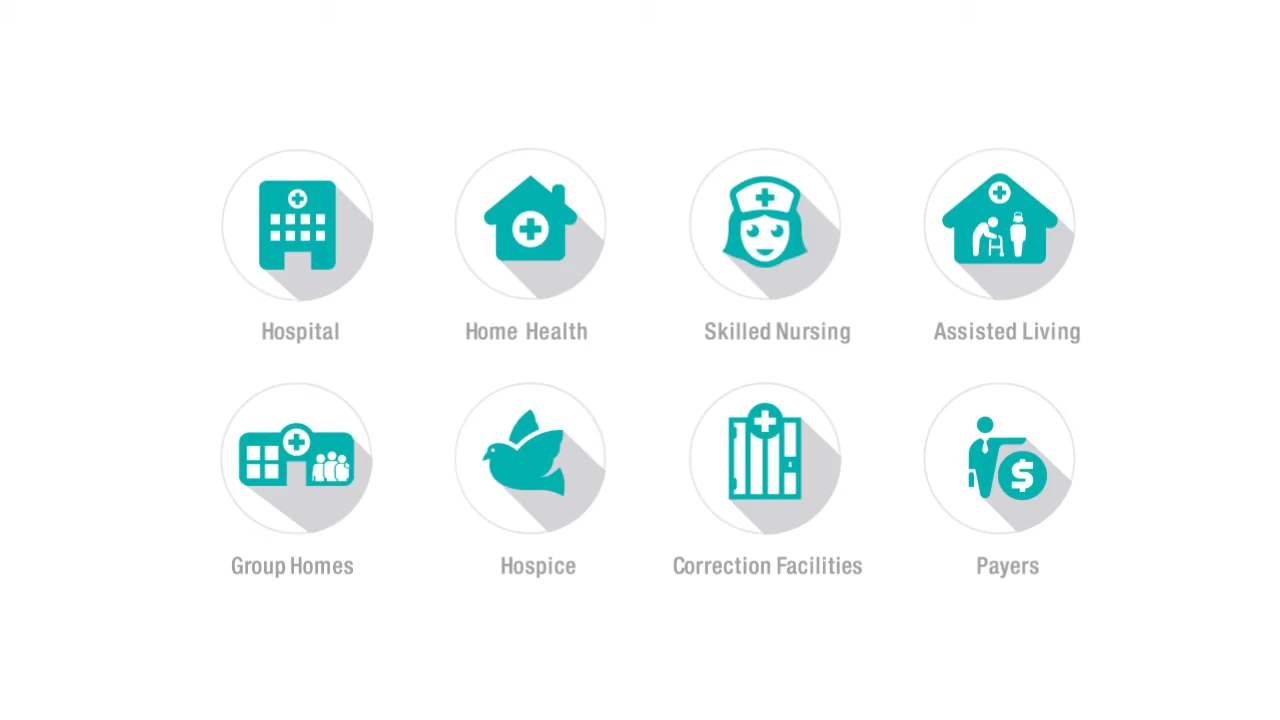 Hospital
Home Health
Skilled Nursing
Assisted Living
Group Homes
Hospice
Correction Facilities
Payers
$